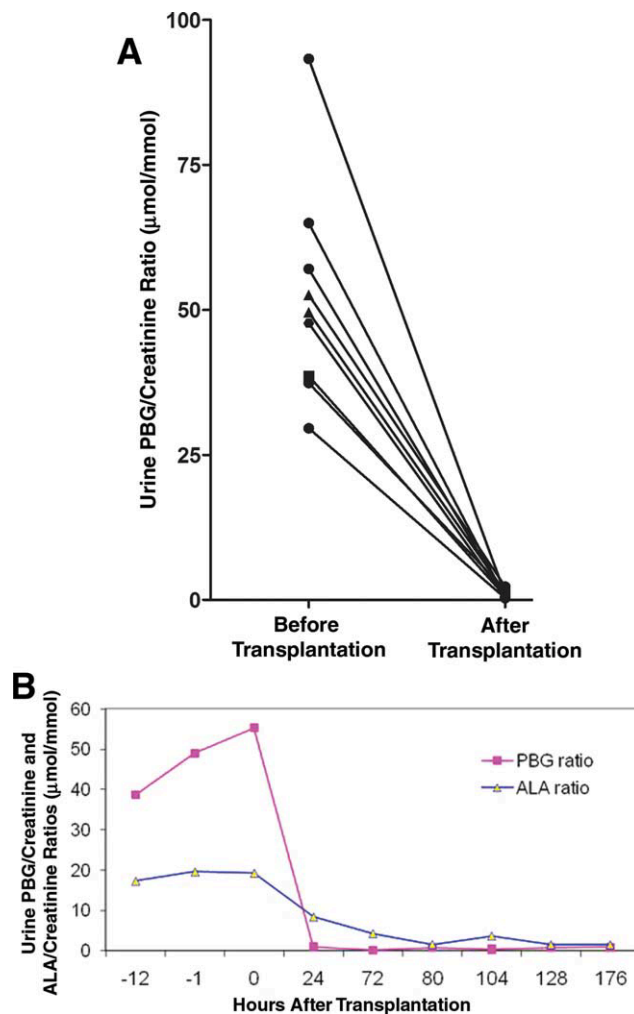 A
Urine PBG/Creatinine Ratio (μmol/mmol)
100
75
50
25
0
Before
Transplantation
After
Transplantation
B
Urine PBG/Creatinine and
ALA/Creatinine Ratios (μmol/mmol)
60
50
40
30
20
10
0
PBG ratio
ALA ratio
-12 -1 0 24 72 80 104 128 176
Hours After Transplantation